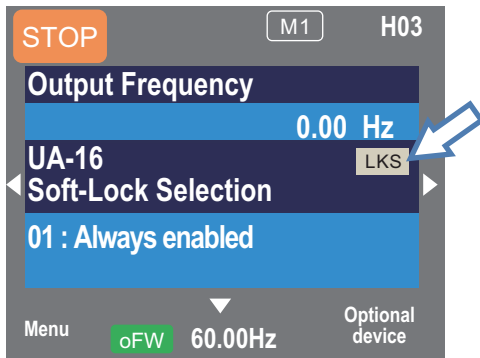 STOP M1 H03
Output Frequency
0.00 Hz
UA-16 LKS
Soft-Lock Selection
01 : Always enabled
Menu oFW 60.00Hz Optional
device